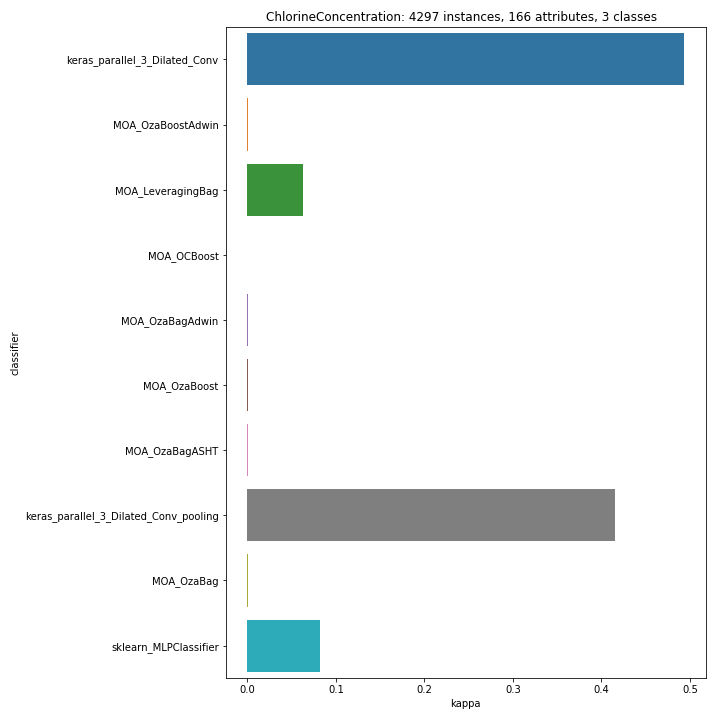 ChlorineConcentration: 4297 instances, 166 attributes, 3 classes
classifier
keras_parallel_3_Dilated_Conv
MOA_OzaBoostAdwin
MOA_LeveragingBag
MOA_OCBoost
MOA_OzaBagAdwin
MOA_OzaBoost
MOA_OzaBagASHT
keras_parallel_3_Dilated_Conv_pooling
MOA_OzaBag
sklearn_MLPClassifier
0.0 0.1 0.2 0.3 0.4 0.5
kappa